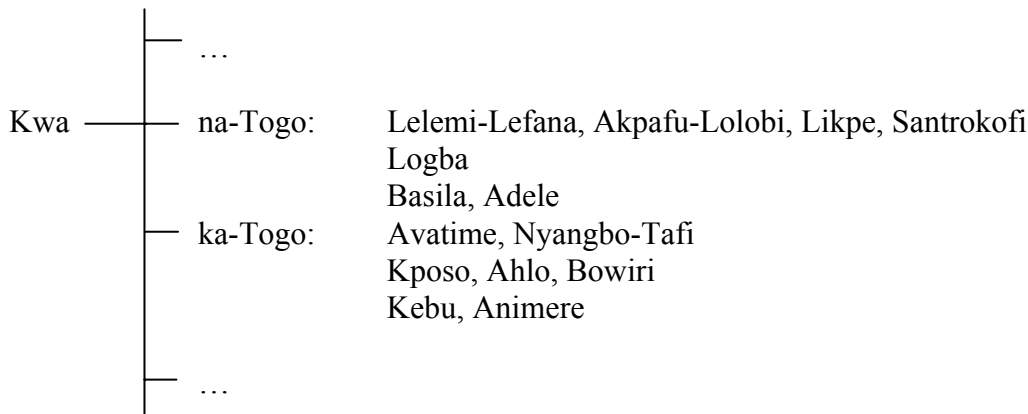 …
Kwa na-Togo: Lelemi-Lefana, Akpafu-Lolobi, Likpe, Santrokofi
Logba
Basila, Adele
ka-Togo: Avatime, Nyangbo-Tafi
Kposo, Ahlo, Bowiri
Kebu, Animere
…